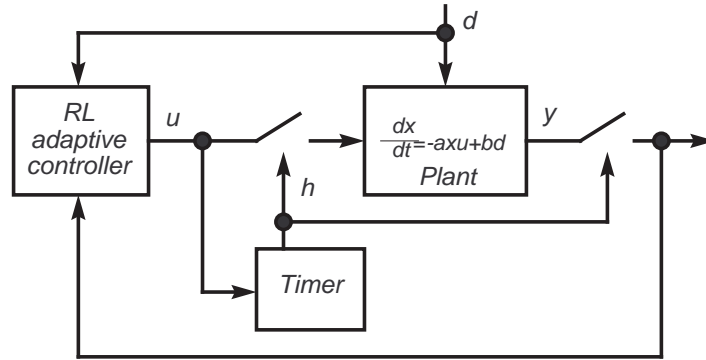 d
RL
adaptive
controller
u
dx
dt
=-axu+bd
Plant
y
h
Timer